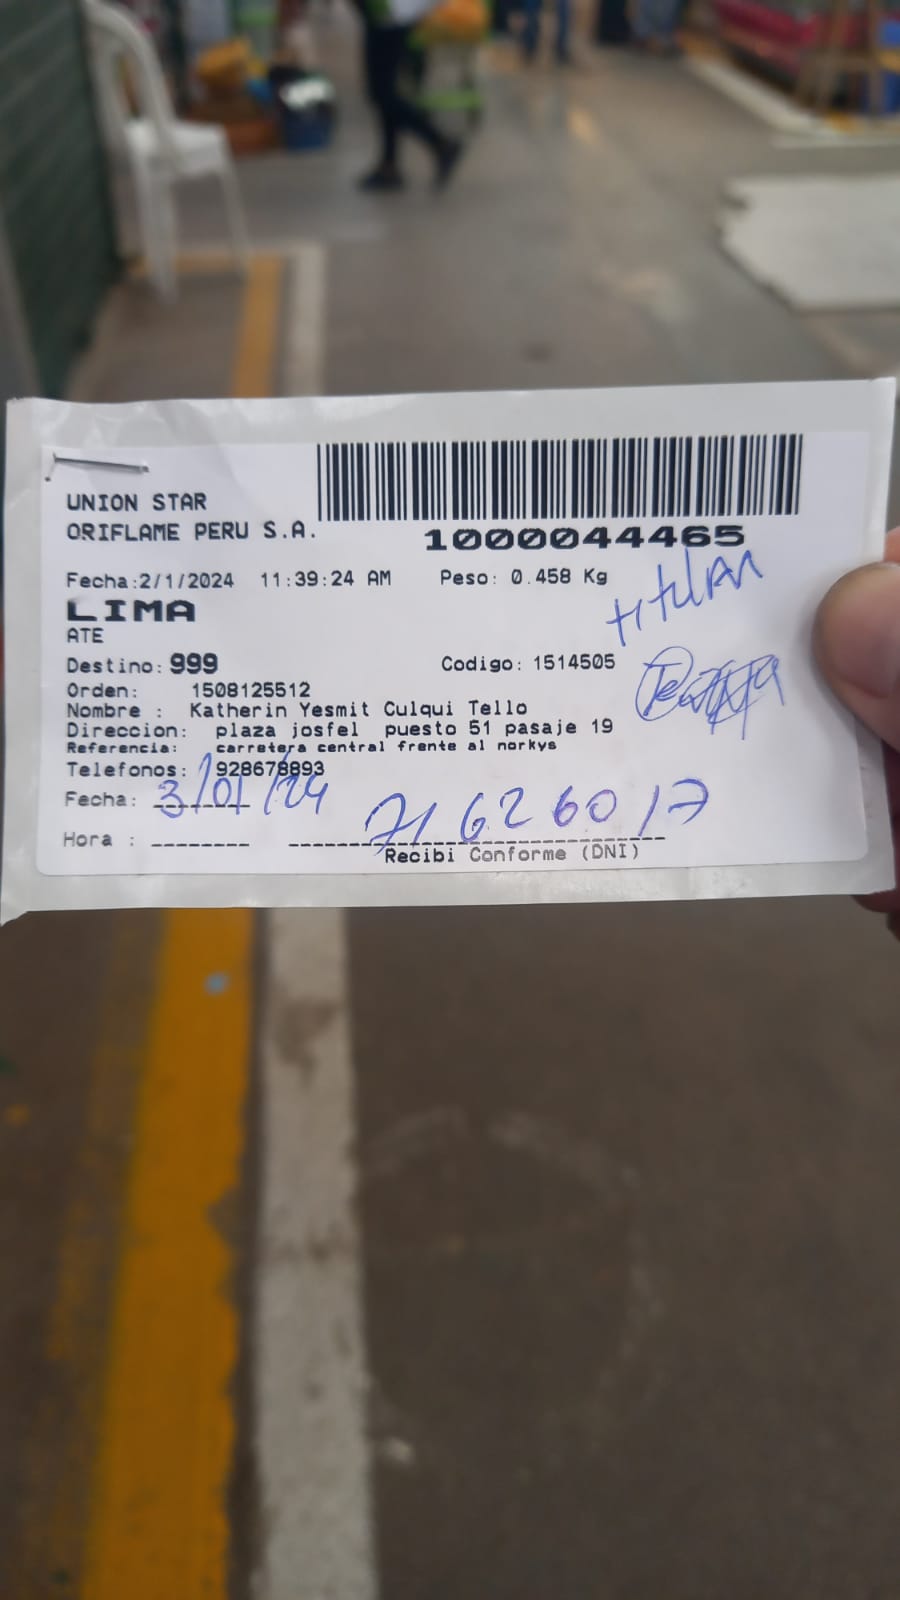 UNION STAR
ORIFLAME PERU S.A.
1000044465
Fecha:2/1/2024 11:39:24 AM Peso: 0.458 Kg
titular
LIMA
ATE
Destino: 999 Codigo: 1514505
Orden: 1508125512
Nombre : Katherin Yesmit Culqui Tello
Direccion: plaza josfel puesto 51 pasaje 19
Referencia: carretera central frente al norkys
Telefonos: 928678893
Fecha: 3/01/24
71626017
Hora : ________ ______________________________
Recibi Conforme (DNI)